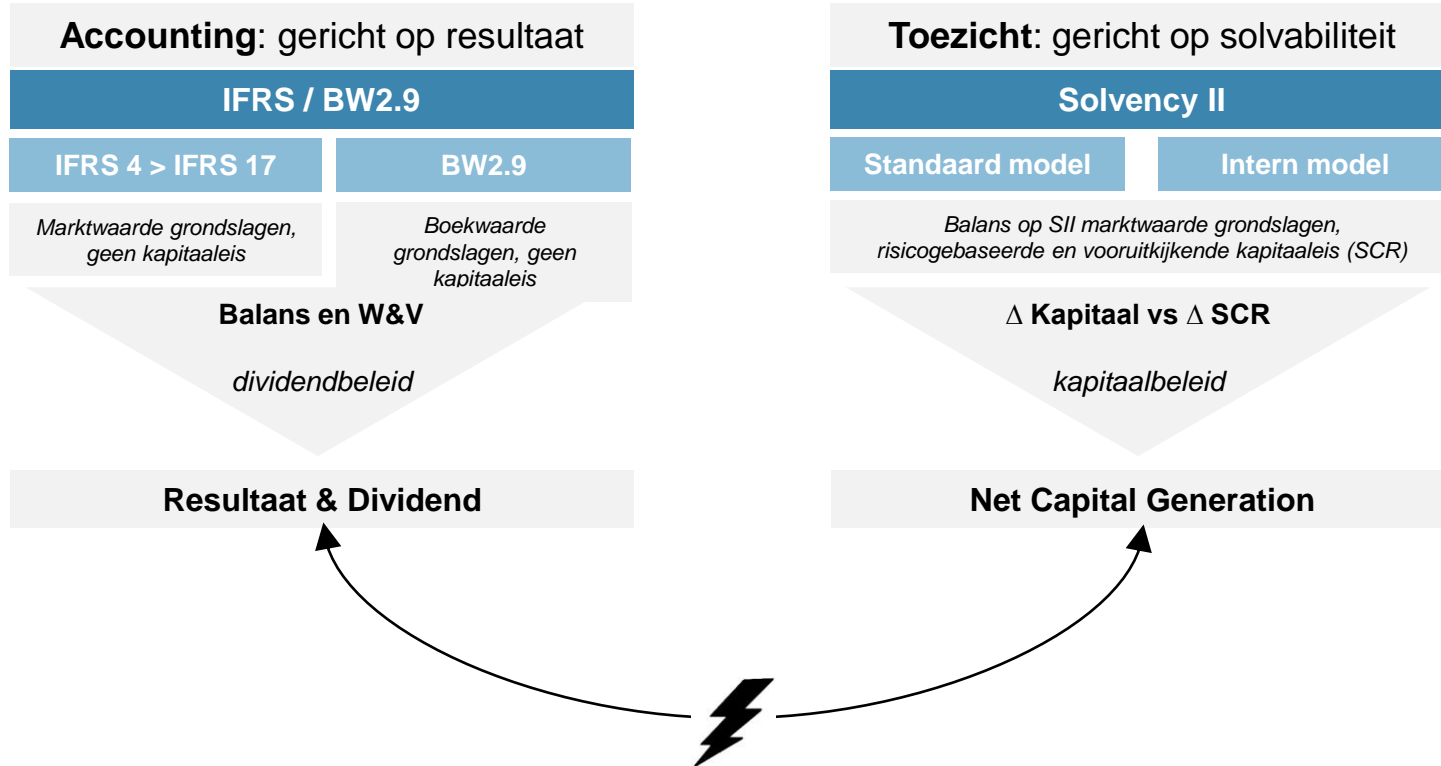 Accounting: gericht op resultaat
IFRS / BW2.9
IFRS 4 > IFRS 17
BW2.9
Marktwaarde grondslagen,
geen kapitaaleis
Boekwaarde
grondslagen, geen
kapitaaleis
Balans en W&V
dividendbeleid
Resultaat & Dividend
Toezicht: gericht op solvabiliteit
Solvency II
Standaard model
Intern model
Balans op SII marktwaarde grondslagen,
risicogebaseerde en vooruitkijkende kapitaaleis (SCR)
∆ Kapitaal vs ∆ SCR
kapitaalbeleid
Net Capital Generation